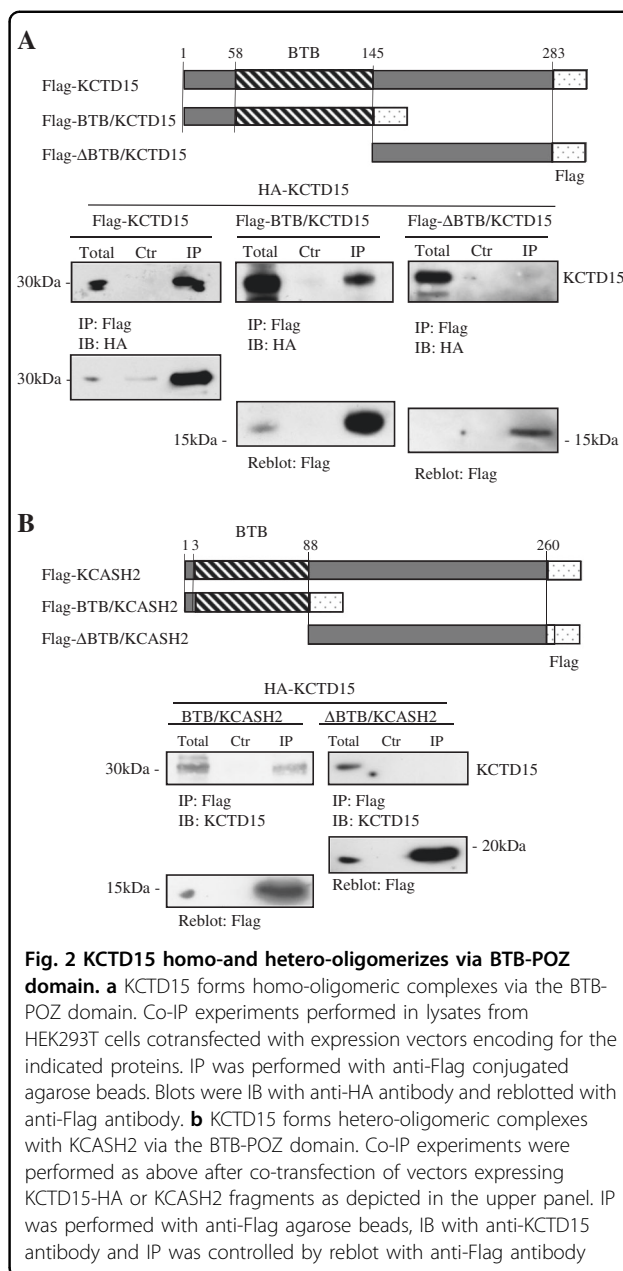 A
1 58 BTB 145 283
Flag-KCTD15
Flag-BTB/KCTD15
Flag-ΔBTB/KCTD15
Flag
HA-KCTD15
Flag-KCTD15 Flag-BTB/KCTD15 Flag-ΔBTB/KCTD15
Total Ctr IP Total Ctr IP Total Ctr IP
30kDa - KCTD15
IP: Flag IP: Flag IP: Flag
IB: HA IB: HA IB: HA
30kDa -
15kDa - - 15kDa
Reblot: Flag Reblot: Flag
B
BTB
1 3 88 260
Flag-KCASH2
Flag-BTB/KCASH2
Flag-ΔBTB/KCASH2
Flag
HA-KCTD15
BTB/KCASH2 ΔBTB/KCASH2
Total Ctr IP Total Ctr IP
30kDa - KCTD15
IP: Flag IP: Flag
IB: KCTD15 IB: KCTD15
- 20kDa
15kDa -
Reblot: Flag
Reblot: Flag
Fig. 2 KCTD15 homo-and hetero-oligomerizes via BTB-POZ
domain. a KCTD15 forms homo-oligomeric complexes via the BTB-
POZ domain. Co-IP experiments performed in lysates from
HEK293T cells cotransfected with expression vectors encoding for the
indicated proteins. IP was performed with anti-Flag conjugated
agarose beads. Blots were IB with anti-HA antibody and reblotted with
anti-Flag antibody. b KCTD15 forms hetero-oligomeric complexes
with KCASH2 via the BTB-POZ domain. Co-IP experiments were
performed as above after co-transfection of vectors expressing
KCTD15-HA or KCASH2 fragments as depicted in the upper panel. IP
was performed with anti-Flag agarose beads, IB with anti-KCTD15
antibody and IP was controlled by reblot with anti-Flag antibody